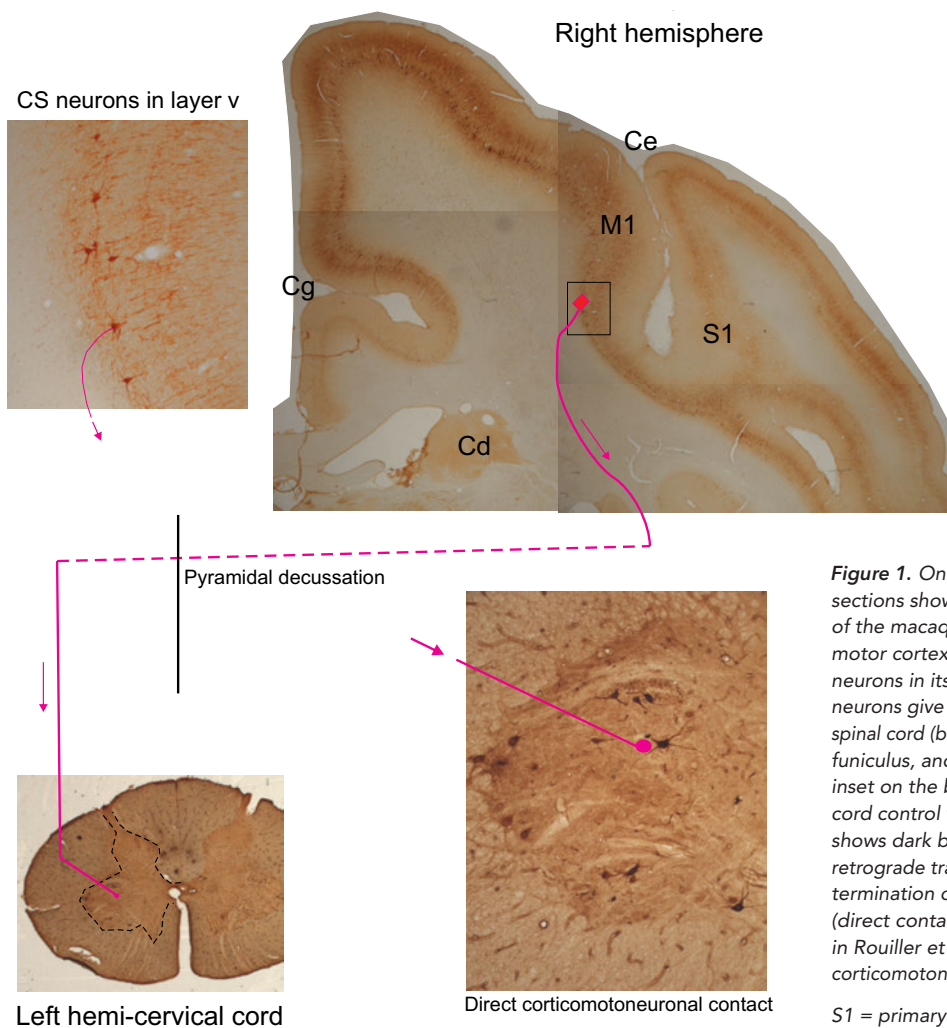 Right hemisphere
CS neurons in layer v
Ce
M1
Cg
S1
Cd
Pyramidal decussation
Figure 1. On
sections show
of the macaq
motor cortex
neurons in its
neurons give
spinal cord (b
funiculus, and
inset on the b
cord control
shows dark b
retrograde tra
termination o
(direct conta
in Rouiller et
corticomoton
S1 = primary
Left hemi-cervical cord
Direct corticomotoneuronal contact